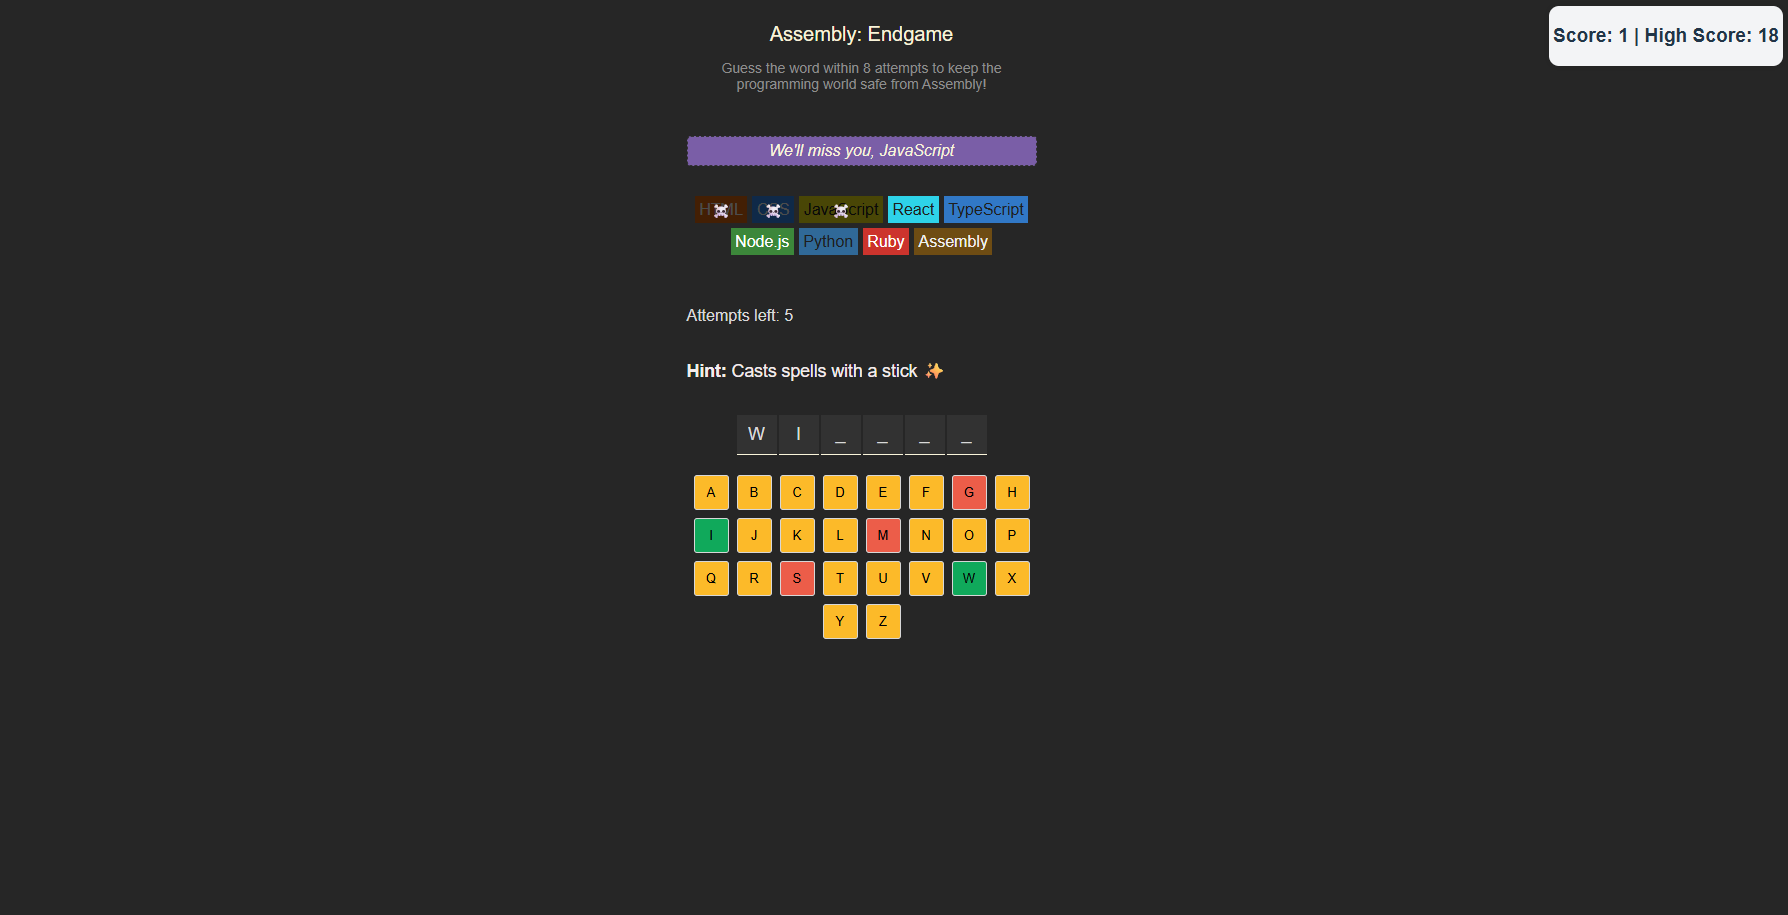 Assembly: Endgame
Score: 1 | High Score: 18
Guess the word within 8 attempts to keep the
programming world safe from Assembly!
We'll miss you, JavaScript
HTML CSS JavaScript React TypeScript
Node.js Python Ruby Assembly
Attempts left: 5
Hint: Casts spells with a stick ✨
W I _ _ _ _
A B C D E F G H
I J K L M N O P
Q R S T U V W X
Y Z